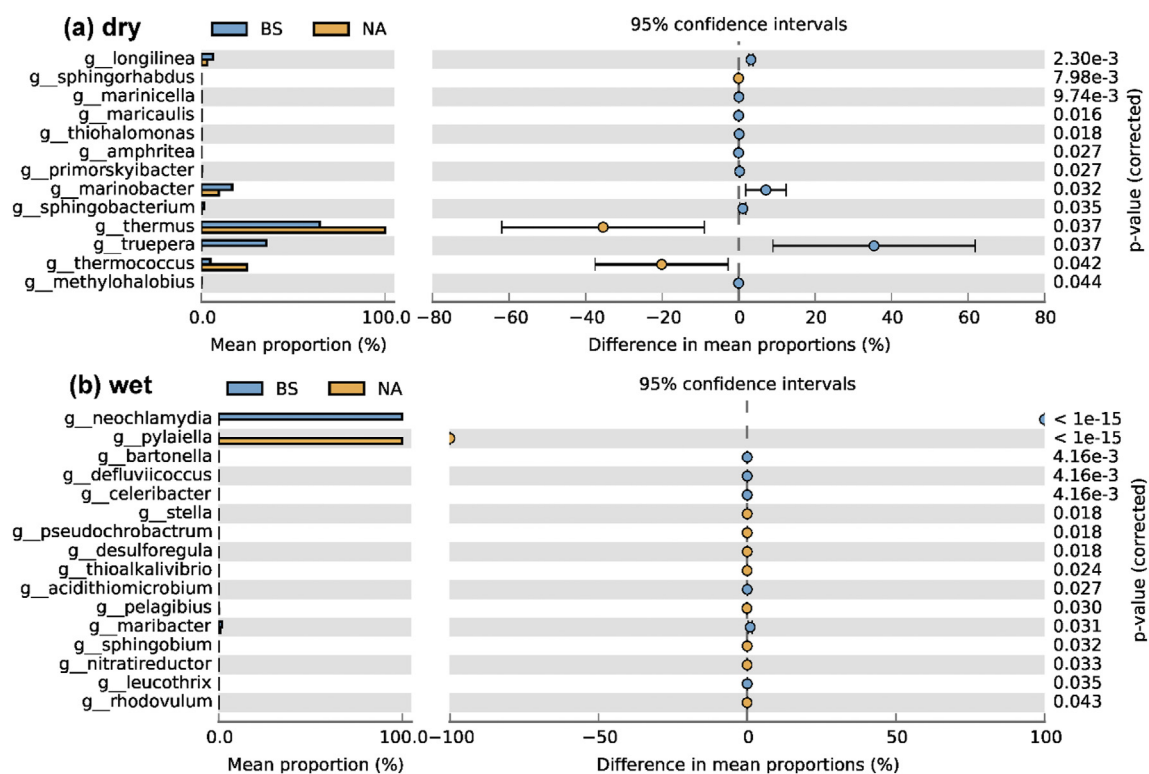 (a) dry
BS
NA
95% confidence intervals
g__longilinea
2.30e-3
g__sphingorhabdus
7.98e-3
g__marinicella
9.74e-3
g__maricaulis
0.016
g__thiohalomonas
0.018
g__amphritea
0.027
g__primorskyibacter
0.027
g__marinobacter
0.032
g__sphingobacterium
0.035
g__thermus
0.037
g__truepera
0.037
g__thermococcus
0.042
g__methylohalobius
0.044
p-value (corrected)
0.0 100.0
−80 −60 −40 −20 0 20 40 60 80
Mean proportion (%)
Difference in mean proportions (%)
(b) wet
BS
NA
95% confidence intervals
g__neochlamydia
< 1e-15
g__pylaiella
< 1e-15
g__bartonella
4.16e-3
g__defluviicoccus
4.16e-3
g__celeribacter
4.16e-3
g__stella
0.018
g__pseudochrobactrum
0.018
g__desulforegula
0.018
g__thioalkalivibrio
0.024
g__acidithiomicrobium
0.027
g__pelagibius
0.030
g__maribacter
0.031
g__sphingobium
0.032
g__nitratireductor
0.033
g__leucothrix
0.035
g__rhodovulum
0.043
p-value (corrected)
0.0 100.0
−100 −50 0 50 100
Mean proportion (%)
Difference in mean proportions (%)